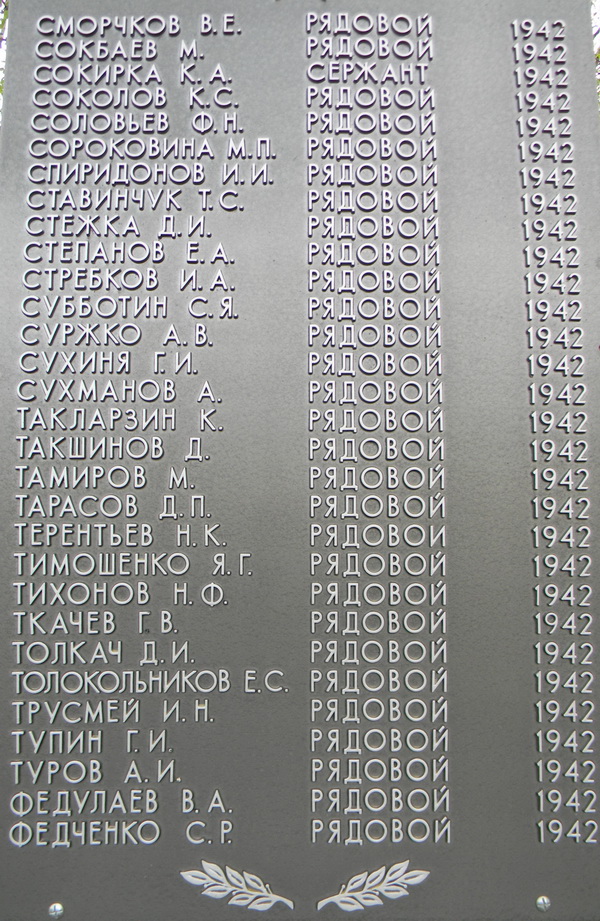 СМОРЧКОВ В.Е. РЯДОВОЙ 1942
СОКБАЕВ М. РЯДОВОЙ 1942
СОКИРКА К.А. СЕРЖАНТ 1942
СОКОЛОВ К.С. РЯДОВОЙ 1942
СОЛОВЬЕВ Ф.Н. РЯДОВОЙ 1942
СОРОКОВИНА М.П. РЯДОВОЙ 1942
СПИРИДОНОВ И.И. РЯДОВОЙ 1942
СТАВИНЧУК Т.С. РЯДОВОЙ 1942
СТЕЖКА Д.И. РЯДОВОЙ 1942
СТЕПАНОВ Е.А. РЯДОВОЙ 1942
СТРЕБКОВ И.А. РЯДОВОЙ 1942
СУББОТИН С.Я. РЯДОВОЙ 1942
СУРЖКО А.В. РЯДОВОЙ 1942
СУХИНЯ Г.И. РЯДОВОЙ 1942
СУХМАНОВ А. РЯДОВОЙ 1942
ТАКЛАРЗИН К. РЯДОВОЙ 1942
ТАКШИНОВ Д. РЯДОВОЙ 1942
ТАМИРОВ М. РЯДОВОЙ 1942
ТАРАСОВ Д.П. РЯДОВОЙ 1942
ТЕРЕНТЬЕВ Н.К. РЯДОВОЙ 1942
ТИМОШЕНКО Я.Г. РЯДОВОЙ 1942
ТИХОНОВ Н.Ф. РЯДОВОЙ 1942
ТКАЧЕВ Г.В. РЯДОВОЙ 1942
ТОЛКАЧ Д.И. РЯДОВОЙ 1942
ТОЛОКОЛЬНИКОВ Е.С. РЯДОВОЙ 1942
ТРУСМЕЙ И.Н. РЯДОВОЙ 1942
ТУПИН Г.И. РЯДОВОЙ 1942
ТУРОВ А.И. РЯДОВОЙ 1942
ФЕДУЛАЕВ В.А. РЯДОВОЙ 1942
ФЕДЧЕНКО С.Р. РЯДОВОЙ 1942